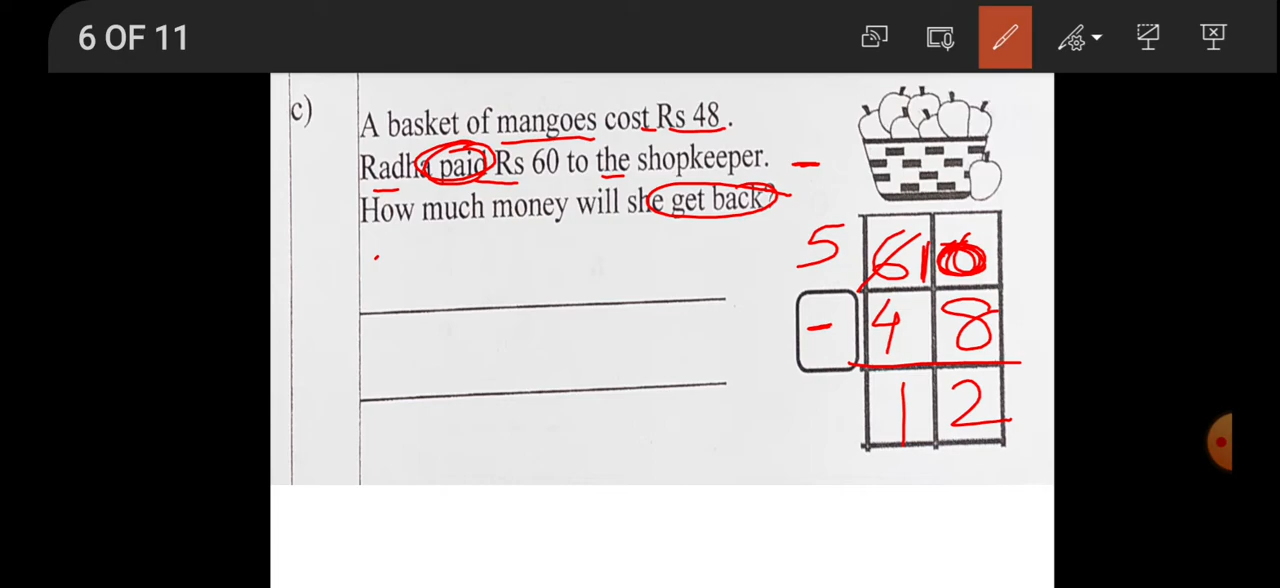 6 OF 11
c)
A basket of mangoes cost Rs 48 .
Radha paid Rs 60 to the shopkeeper. -
How much money will she get back?
5 6 10
- 4 8
1 2